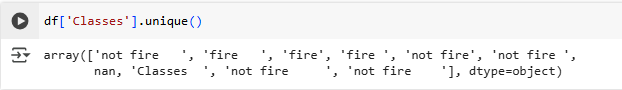 df['Classes'].unique()
array(['not fire   ', 'fire   ', 'fire', 'fire ', 'not fire', 'not fire ',
       nan, 'Classes  ', 'not fire     ', 'not fire    '], dtype=object)